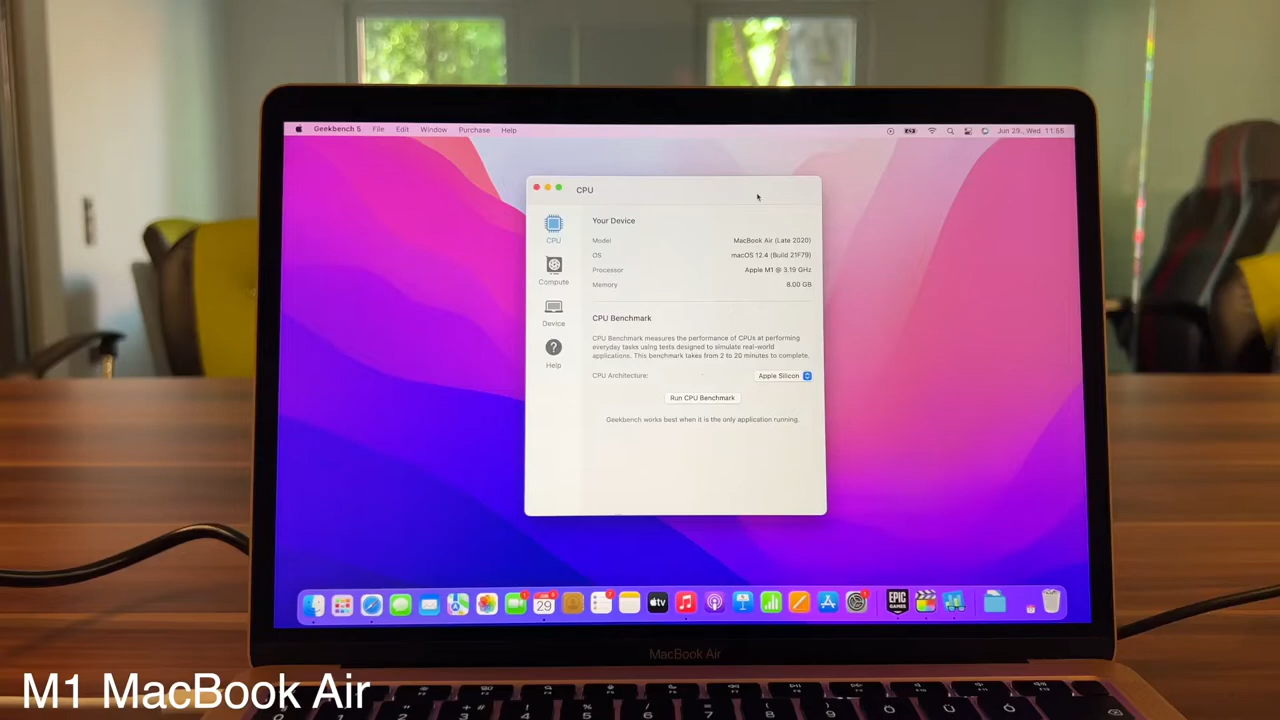 Geekbench 5 File Edit Window Purchase Help
Jun 29., Wed 11:55
CPU
CPU
Compute
Device
Help
Your Device
Model MacBook Air (Late 2020)
OS macOS 12.4 (Build 21F79)
Processor Apple M1 @ 3.19 GHz
Memory 8.00 GB
CPU Benchmark
CPU Benchmark measures the performance of CPUs at performing
everyday tasks using tests designed to simulate real-world
applications. This benchmark takes from 2 to 20 minutes to complete.
CPU Architecture: Apple Silicon
Run CPU Benchmark
Geekbench works best when it is the only application running.
29
tv
EPIC
GAMES
MacBook Air
M1 MacBook Air